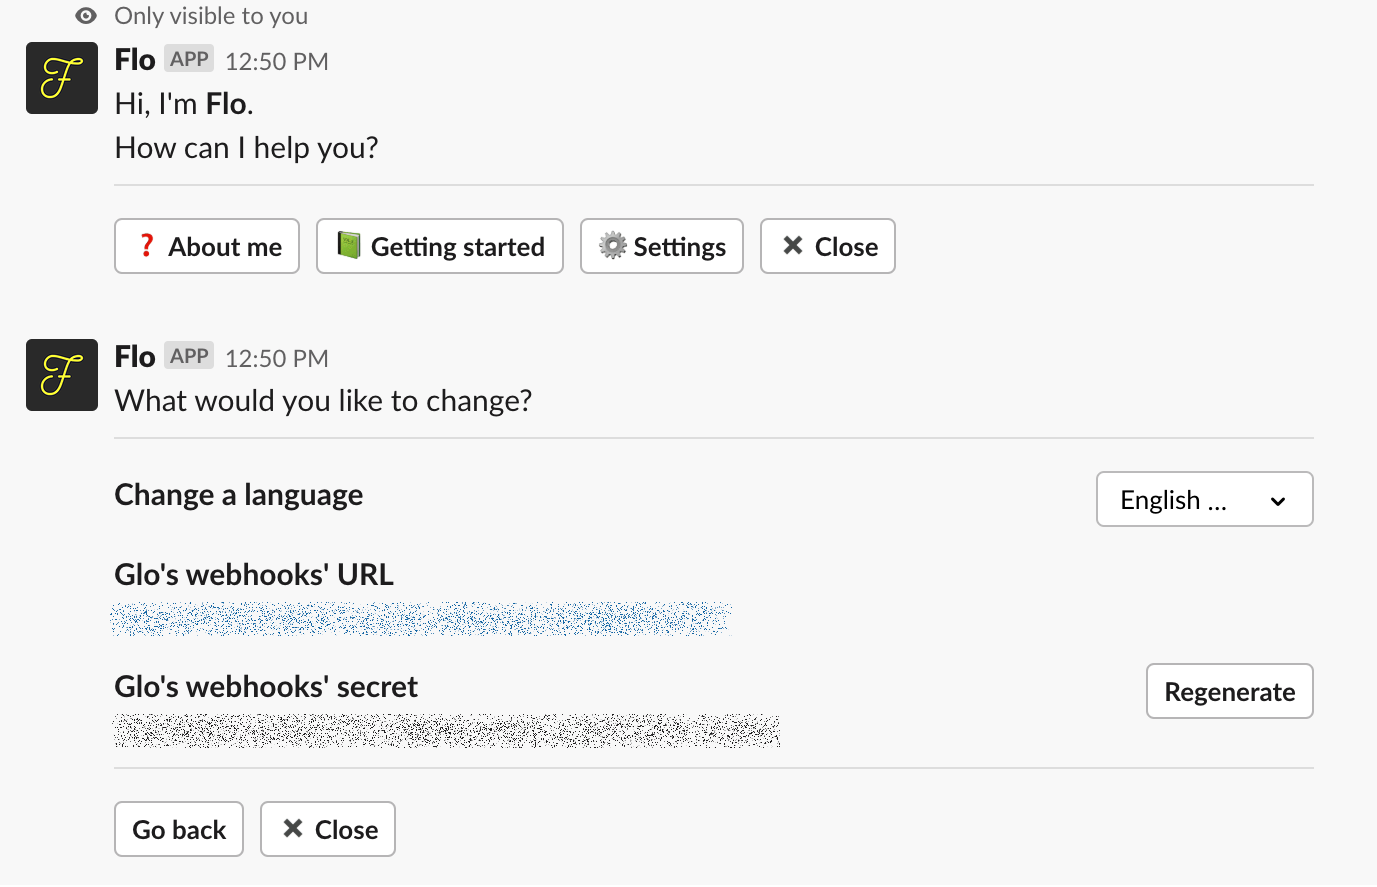 Only visible to you
Flo APP 12:50 PM
Hi, I'm Flo.
How can I help you?
❓ About me 📗 Getting started ⚙️ Settings ✖ Close
Flo APP 12:50 PM
What would you like to change?
Change a language English ...
Glo's webhooks' URL
Glo's webhooks' secret Regenerate
Go back ✖ Close